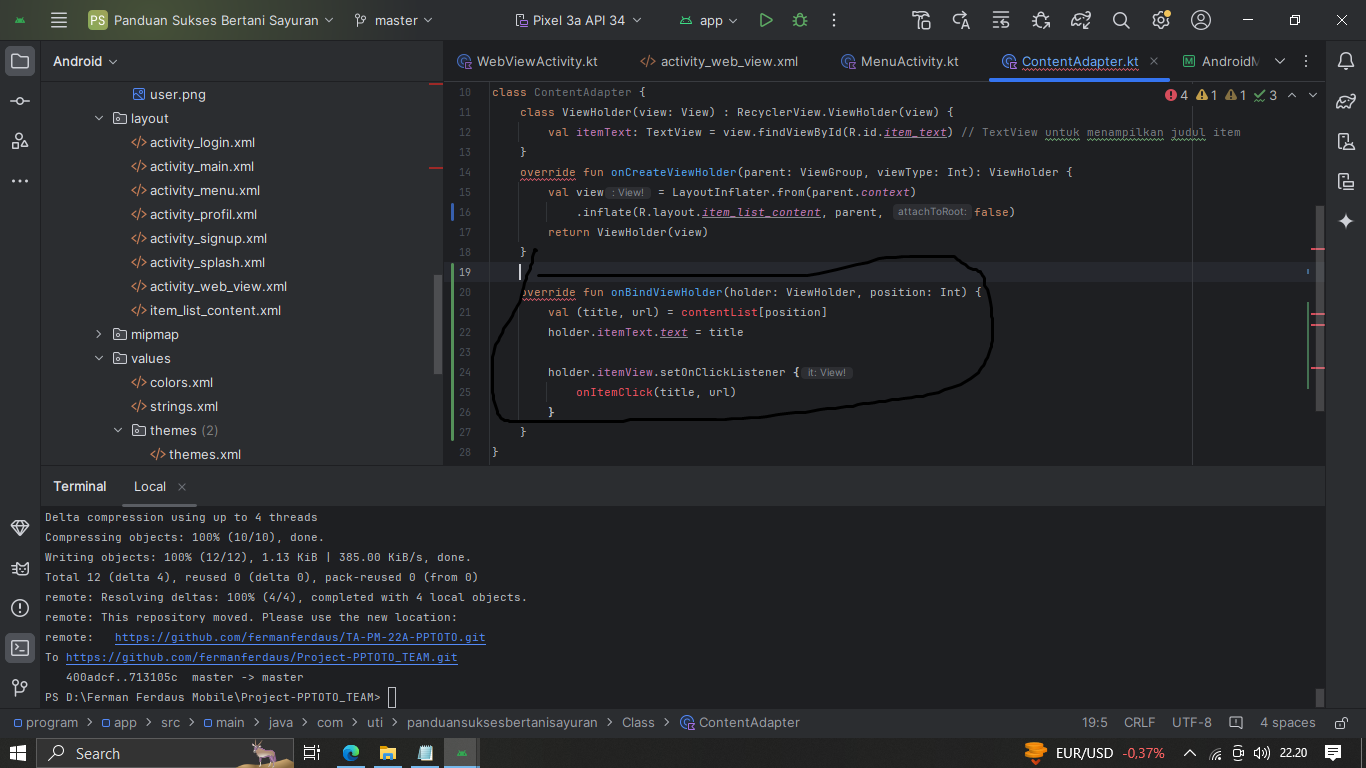 PS Panduan Sukses Bertani Sayuran
master
Pixel 3a API 34
app
Android
WebViewActivity.kt
activity_web_view.xml
MenuActivity.kt
ContentAdapter.kt
user.png
layout
activity_login.xml
activity_main.xml
activity_menu.xml
activity_profil.xml
activity_signup.xml
activity_splash.xml
activity_web_view.xml
item_list_content.xml
mipmap
values
colors.xml
strings.xml
themes (2)
themes.xml
4 1 1 3
10 class ContentAdapter {
11 class ViewHolder(view: View) : RecyclerView.ViewHolder(view) {
12 val itemText: TextView = view.findViewById(R.id.item_text) // TextView untuk menampilkan judul item
13 }
14 override fun onCreateViewHolder(parent: ViewGroup, viewType: Int): ViewHolder {
15 val view : View! = LayoutInflater.from(parent.context)
16 .inflate(R.layout.item_list_content, parent, attachToRoot: false)
17 return ViewHolder(view)
18 }
19
20 override fun onBindViewHolder(holder: ViewHolder, position: Int) {
21 val (title, url) = contentList[position]
22 holder.itemText.text = title
23
24 holder.itemView.setOnClickListener { it: View!
25 onItemClick(title, url)
26 }
27 }
28 }
Terminal
Local
Delta compression using up to 4 threads
Compressing objects: 100% (10/10), done.
Writing objects: 100% (12/12), 1.13 KiB | 385.00 KiB/s, done.
Total 12 (delta 4), reused 0 (delta 0), pack-reused 0 (from 0)
remote: Resolving deltas: 100% (4/4), completed with 4 local objects.
remote: This repository moved. Please use the new location:
remote: https://github.com/fermanferdaus/TA-PM-22A-PPTOTO.git
To https://github.com/fermanferdaus/Project-PPTOTO_TEAM.git
400adcf..713105c master -> master
PS D:\Ferman Ferdaus Mobile\Project-PPTOTO_TEAM>
program > app > src > main > java > com > uti > panduansuksesbertanisayuran > Class > ContentAdapter
19:5 CRLF UTF-8 4 spaces
Search
EUR/USD -0,37%
22.20